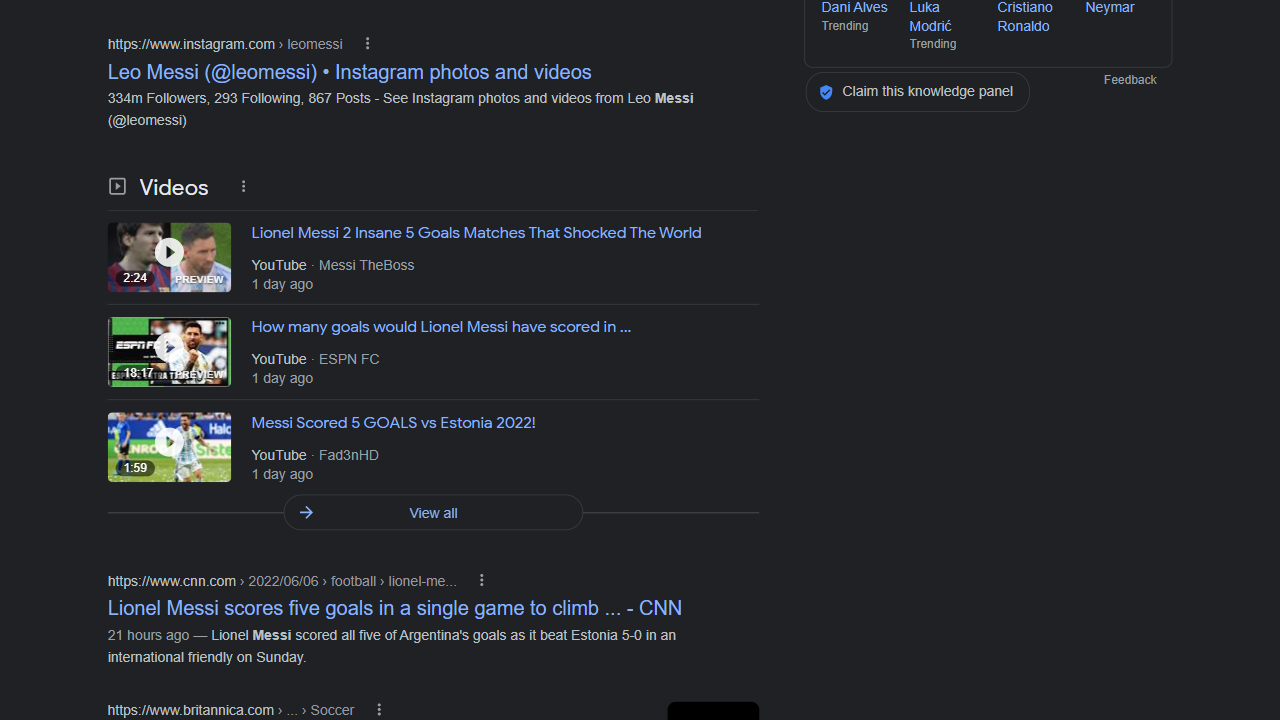 Dani Alves
Trending
Luka
Modrić
Trending
Cristiano
Ronaldo
Neymar
Feedback
Claim this knowledge panel
https://www.instagram.com › leomessi
Leo Messi (@leomessi) • Instagram photos and videos
334m Followers, 293 Following, 867 Posts - See Instagram photos and videos from Leo Messi
(@leomessi)
Videos
2:24
PREVIEW
Lionel Messi 2 Insane 5 Goals Matches That Shocked The World
YouTube · Messi TheBoss
1 day ago
ESPN FC
18:17
PREVIEW
How many goals would Lionel Messi have scored in ...
YouTube · ESPN FC
1 day ago
1:59
Messi Scored 5 GOALS vs Estonia 2022!
YouTube · Fad3nHD
1 day ago
View all
https://www.cnn.com › 2022/06/06 › football › lionel-me...
Lionel Messi scores five goals in a single game to climb ... - CNN
21 hours ago — Lionel Messi scored all five of Argentina's goals as it beat Estonia 5-0 in an
international friendly on Sunday.
https://www.britannica.com › ... › Soccer